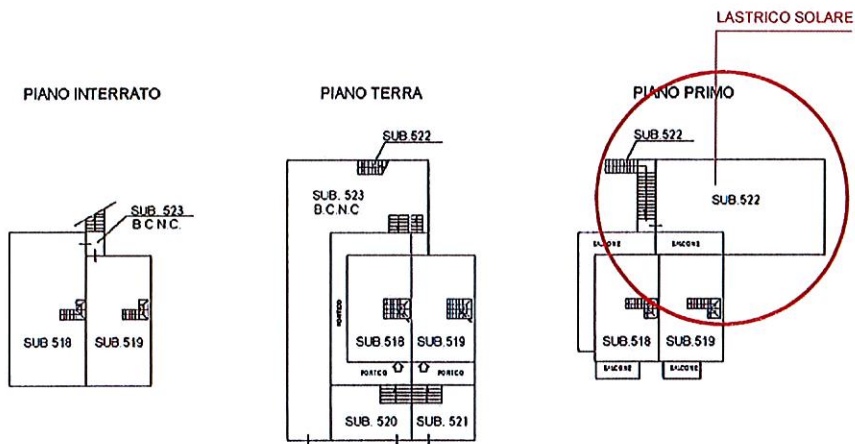 LASTRICO SOLARE
PIANO INTERRATO
SUB. 523
B.C.N.C.
SUB 518
SUB.519
PIANO TERRA
SUB.522
SUB. 523
B.C.N.C
PORTICO
SUB.518
SUB.519
PORTICO
PORTICO
SUB. 520
SUB. 521
PIANO PRIMO
SUB.522
SUB.522
BALCONE
BALCONE
SUB.518
SUB.519
BALCONE
BALCONE